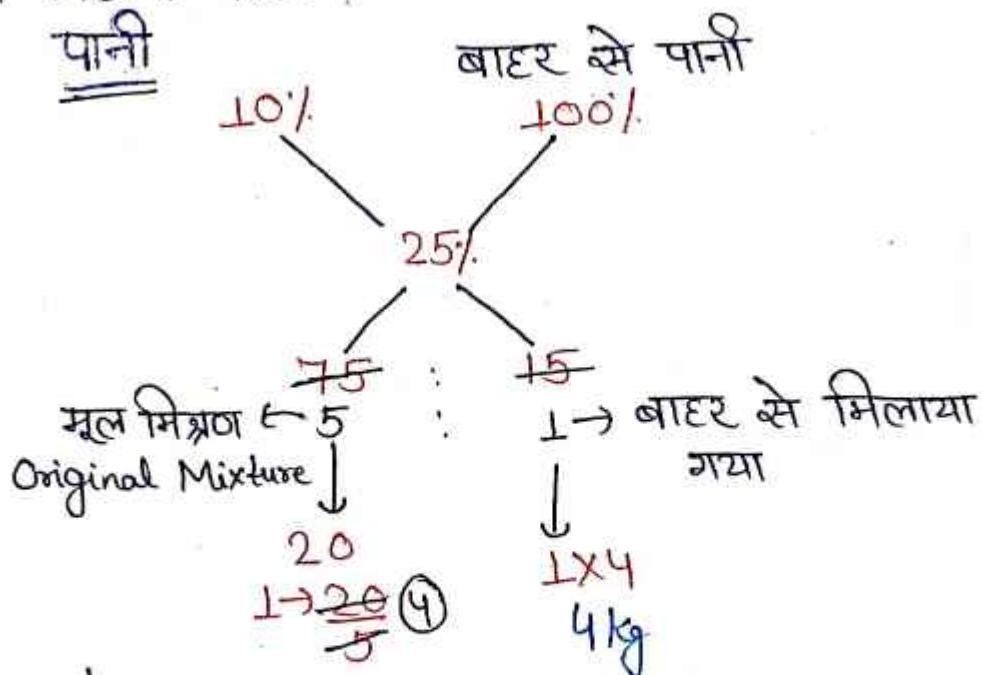 पानी
बाहर से पानी
10% 100%
25%
75 : 15
मूल मिश्रण ← 5 : 1 → बाहर से मिलाया
Original Mixture गया
20 1×4
1→20/5 ④ 4 kg